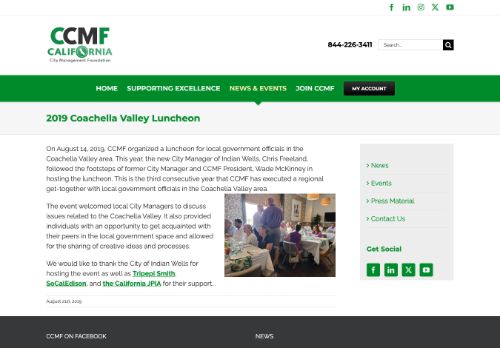 CCMF
CALIFORNIA
City Management Foundation
844-226-3411
Search...
HOME SUPPORTING EXCELLENCE NEWS & EVENTS JOIN CCMF MY ACCOUNT
2019 Coachella Valley Luncheon
On August 14, 2019, CCMF organized a luncheon for local government officials in the
Coachella Valley area. This year, the new City Manager of Indian Wells, Chris Freeland,
followed the footsteps of former City Manager and CCMF President, Wade McKinney in
hosting the luncheon. This is the third consecutive year that CCMF has executed a regional
get-together with local government officials in the Coachella Valley area.
The event welcomed local City Managers to discuss
issues related to the Coachella Valley. It also provided
individuals with an opportunity to get acquainted with
their peers in the local government space and allowed
for the sharing of creative ideas and processes.
We would like to thank the City of Indian Wells for
hosting the event as well as Tripepi Smith,
SoCalEdison, and the California JPIA for their support.
August 21st, 2019
> News
> Events
> Press Material
> Contact Us
Get Social
CCMF ON FACEBOOK
NEWS